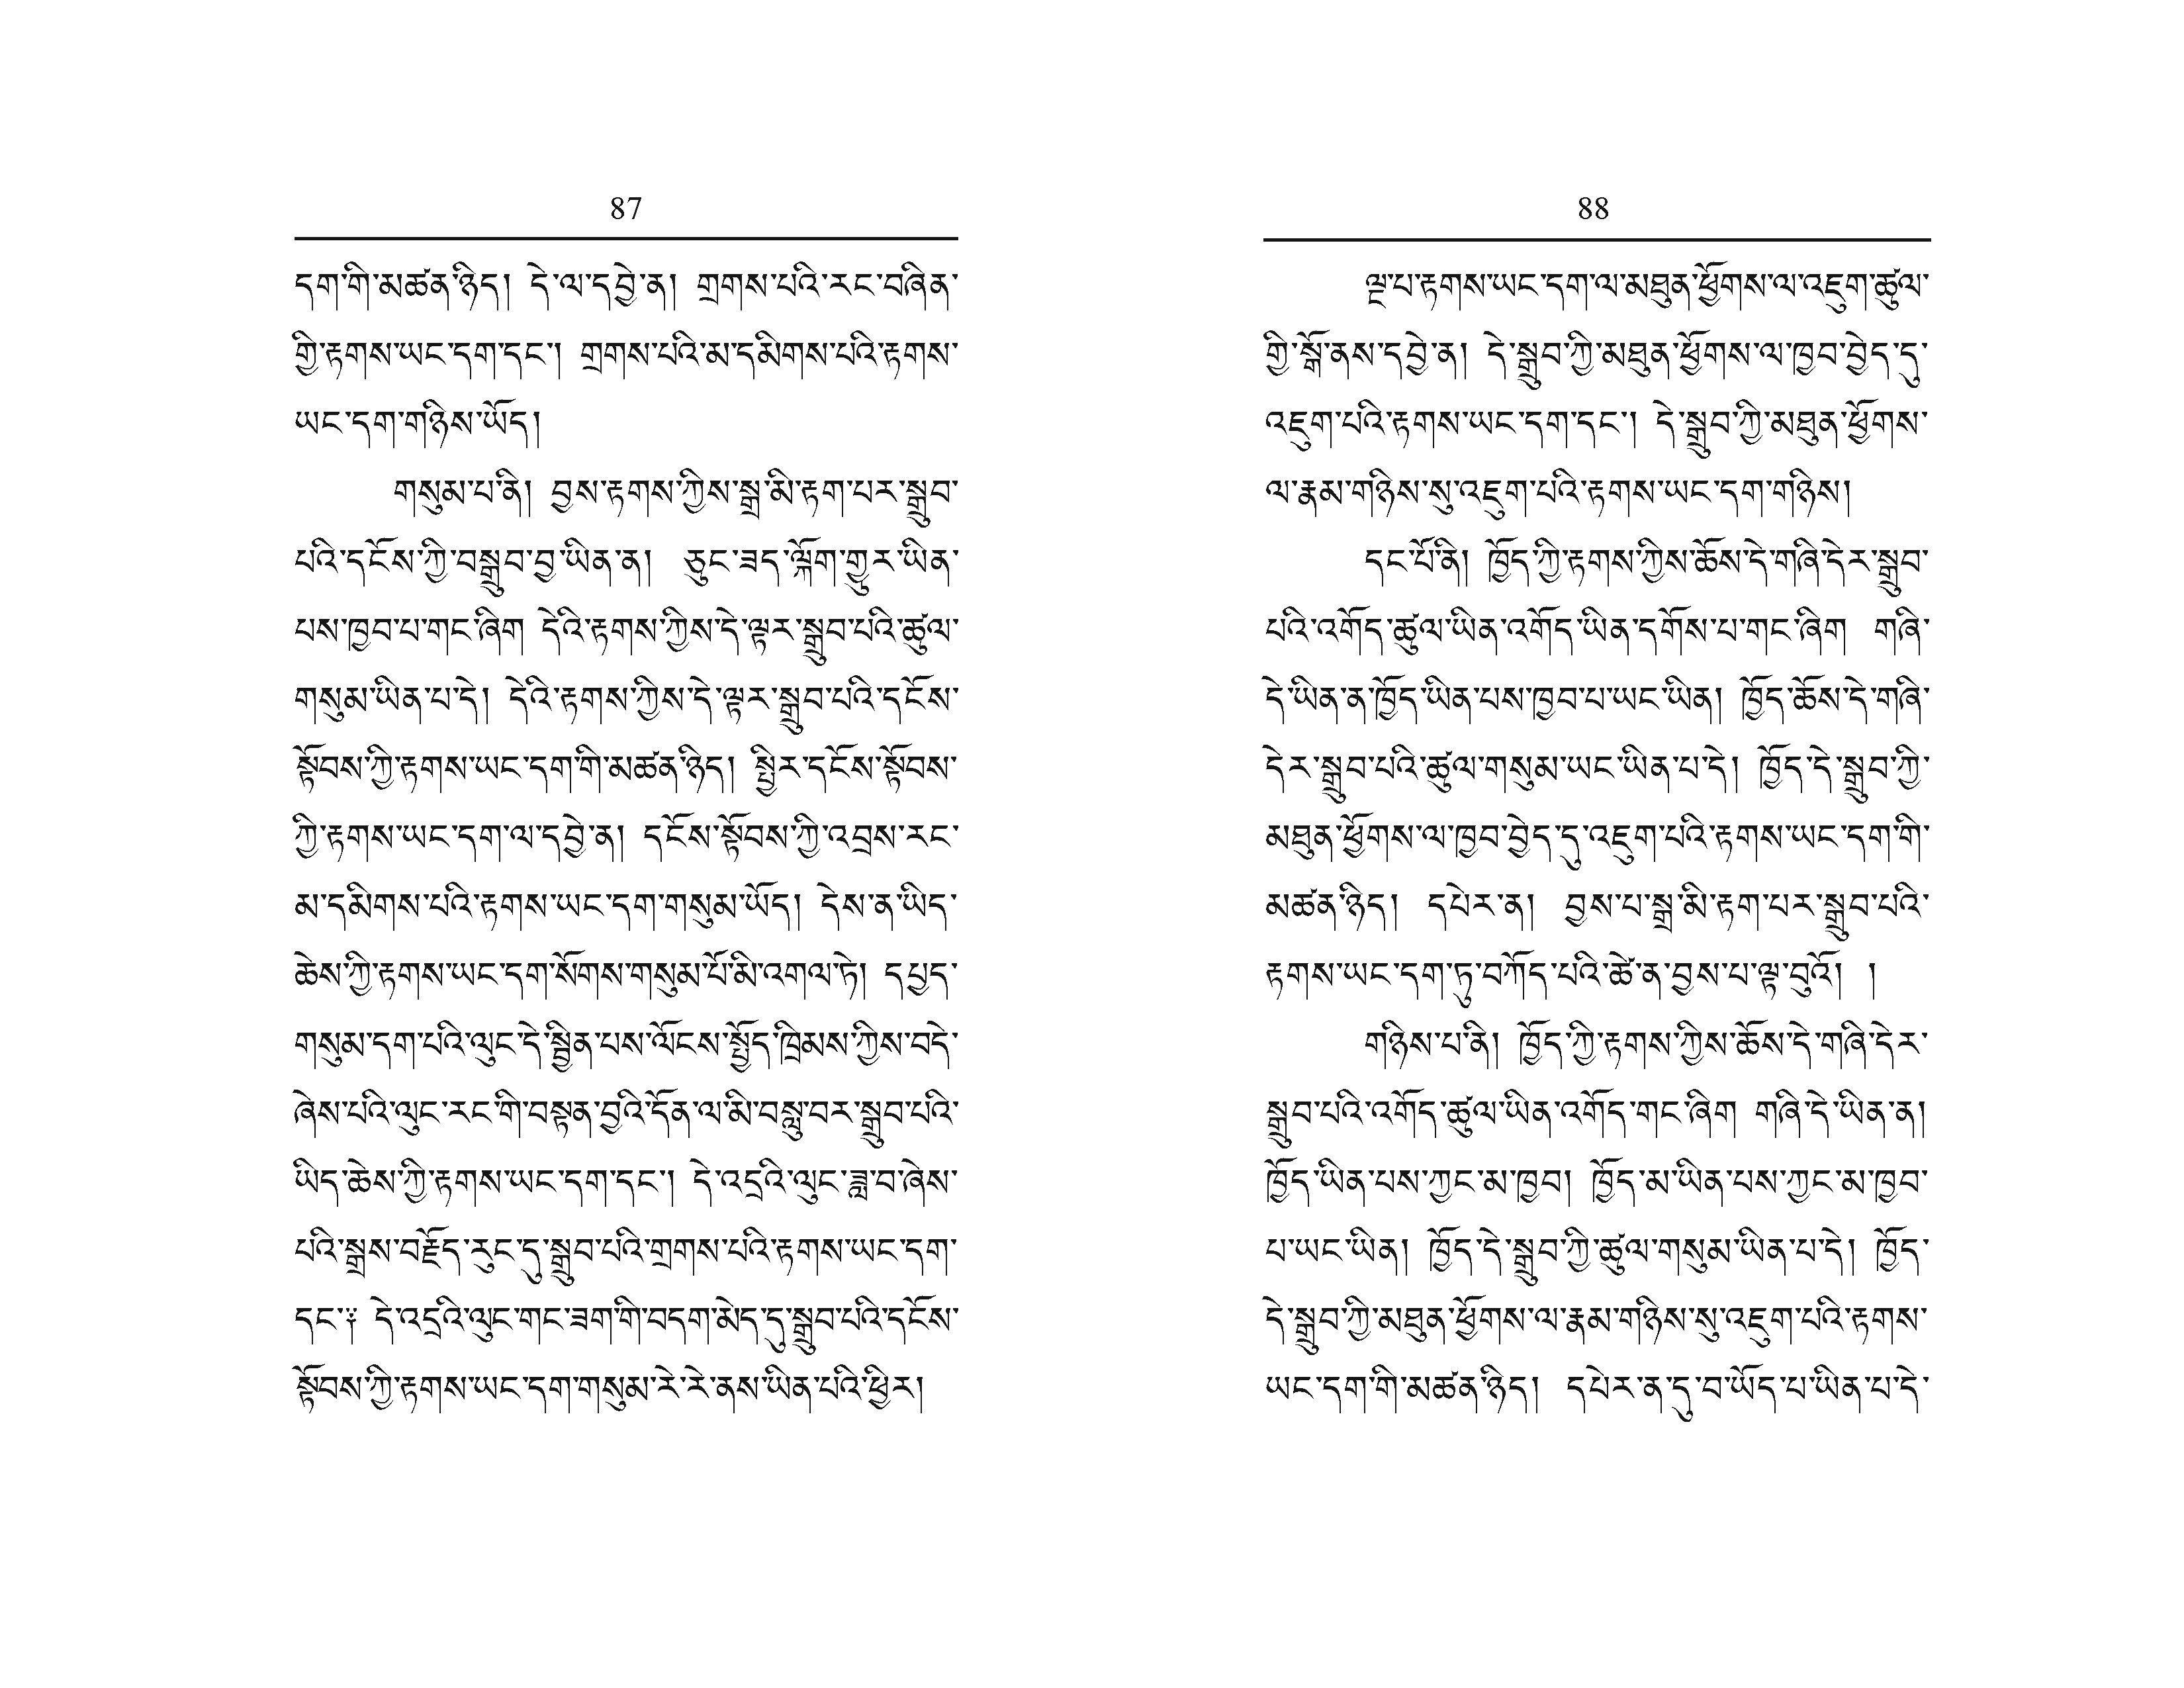 87
དག་གི་མཚན་ཉིད། དེ་ལ་དབྱེ་ན། གྲགས་པའི་རང་བཞིན་
གྱི་རྟགས་ཡང་དག་དང་། གྲགས་པའི་མ་དམིགས་པའི་རྟགས་
ཡང་དག་གཉིས་ཡོད།
གསུམ་པ་ནི། བྱས་རྟགས་ཀྱིས་སྒྲ་མི་རྟག་པར་སྒྲུབ་
པའི་དངོས་ཀྱི་བསྒྲུབ་བྱ་ཡིན་ན། ཅུང་ཟད་ལྐོག་གྱུར་ཡིན་
པས་ཁྱབ་པ་གང་ཞིག དེའི་རྟགས་ཀྱིས་དེ་ལྟར་སྒྲུབ་པའི་ཚུལ་
གསུམ་ཡིན་པ་དེ། དེའི་རྟགས་ཀྱིས་དེ་ལྟར་སྒྲུབ་པའི་དངོས་
སྟོབས་ཀྱི་རྟགས་ཡང་དག་གི་མཚན་ཉིད། སྤྱིར་དངོས་སྟོབས་
ཀྱི་རྟགས་ཡང་དག་ལ་དབྱེ་ན། དངོས་སྟོབས་ཀྱི་འབྲས་རང་
མ་དམིགས་པའི་རྟགས་ཡང་དག་གསུམ་ཡོད། དེས་ན་ཡིད་
ཆེས་ཀྱི་རྟགས་ཡང་དག་སོགས་གསུམ་པོ་མི་འགལ་ཏེ། དཔྱད་
གསུམ་དག་པའི་ལུང་དེ་སྦྱིན་པས་ལོངས་སྤྱོད་ཁྲིམས་ཀྱིས་བདེ་
ཞེས་པའི་ལུང་རང་གི་བསྟན་བྱའི་དོན་ལ་མི་བསླུ་བར་སྒྲུབ་པའི་
ཡིད་ཆེས་ཀྱི་རྟགས་ཡང་དག་དང་། དེ་འདྲའི་ལུང་ཟླ་བ་ཞེས་
པའི་སྒྲས་བརྗོད་རུང་དུ་སྒྲུབ་པའི་གྲགས་པའི་རྟགས་ཡང་དག་
དང་༑ དེ་འདྲའི་ལུང་གང་ཟག་གི་བདག་མེད་དུ་སྒྲུབ་པའི་དངོས་
སྟོབས་ཀྱི་རྟགས་ཡང་དག་གསུམ་རེ་རེ་ནས་ཡིན་པའི་ཕྱིར།
88
ལྔ་པ་རྟགས་ཡང་དག་ལ་མཐུན་ཕྱོགས་ལ་འཇུག་ཚུལ་
གྱི་སྒོ་ནས་དབྱེ་ན། དེ་སྒྲུབ་ཀྱི་མཐུན་ཕྱོགས་ལ་ཁྱབ་བྱེད་དུ་
འཇུག་པའི་རྟགས་ཡང་དག་དང་། དེ་སྒྲུབ་ཀྱི་མཐུན་ཕྱོགས་
ལ་རྣམ་གཉིས་སུ་འཇུག་པའི་རྟགས་ཡང་དག་གཉིས།
དང་པོ་ནི། ཁྱོད་ཀྱི་རྟགས་ཀྱིས་ཆོས་དེ་གཞི་དེར་སྒྲུབ་
པའི་འགོད་ཚུལ་ཡིན་འགོད་ཡིན་དགོས་པ་གང་ཞིག གཞི་
དེ་ཡིན་ན་ཁྱོད་ཡིན་པས་ཁྱབ་པ་ཡང་ཡིན། ཁྱོད་ཆོས་དེ་གཞི་
དེར་སྒྲུབ་པའི་ཚུལ་གསུམ་ཡང་ཡིན་པ་དེ། ཁྱོད་དེ་སྒྲུབ་ཀྱི་
མཐུན་ཕྱོགས་ལ་ཁྱབ་བྱེད་དུ་འཇུག་པའི་རྟགས་ཡང་དག་གི་
མཚན་ཉིད། དཔེར་ན། བྱས་པ་སྒྲ་མི་རྟག་པར་སྒྲུབ་པའི་
རྟགས་ཡང་དག་ཏུ་བཀོད་པའི་ཚེ་ན་བྱས་པ་ལྟ་བུའོ། །
གཉིས་པ་ནི། ཁྱོད་ཀྱི་རྟགས་ཀྱིས་ཆོས་དེ་གཞི་དེར་
སྒྲུབ་པའི་འགོད་ཚུལ་ཡིན་འགོད་གང་ཞིག གཞི་དེ་ཡིན་ན།
ཁྱོད་ཡིན་པས་ཀྱང་མ་ཁྱབ། ཁྱོད་མ་ཡིན་པས་ཀྱང་མ་ཁྱབ་
པ་ཡང་ཡིན། ཁྱོད་དེ་སྒྲུབ་ཀྱི་ཚུལ་གསུམ་ཡིན་པ་དེ། ཁྱོད་
དེ་སྒྲུབ་ཀྱི་མཐུན་ཕྱོགས་ལ་རྣམ་གཉིས་སུ་འཇུག་པའི་རྟགས་
ཡང་དག་གི་མཚན་ཉིད། དཔེར་ན་དུ་བ་ཡོད་པ་ཡིན་པ་དེ་